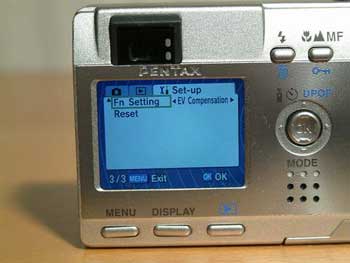 PENTAX
MF
Set-up
Fn Setting EV Compensation
Reset
DPOF
OK
3/3 MENU Exit OK OK
MODE
MENU DISPLAY